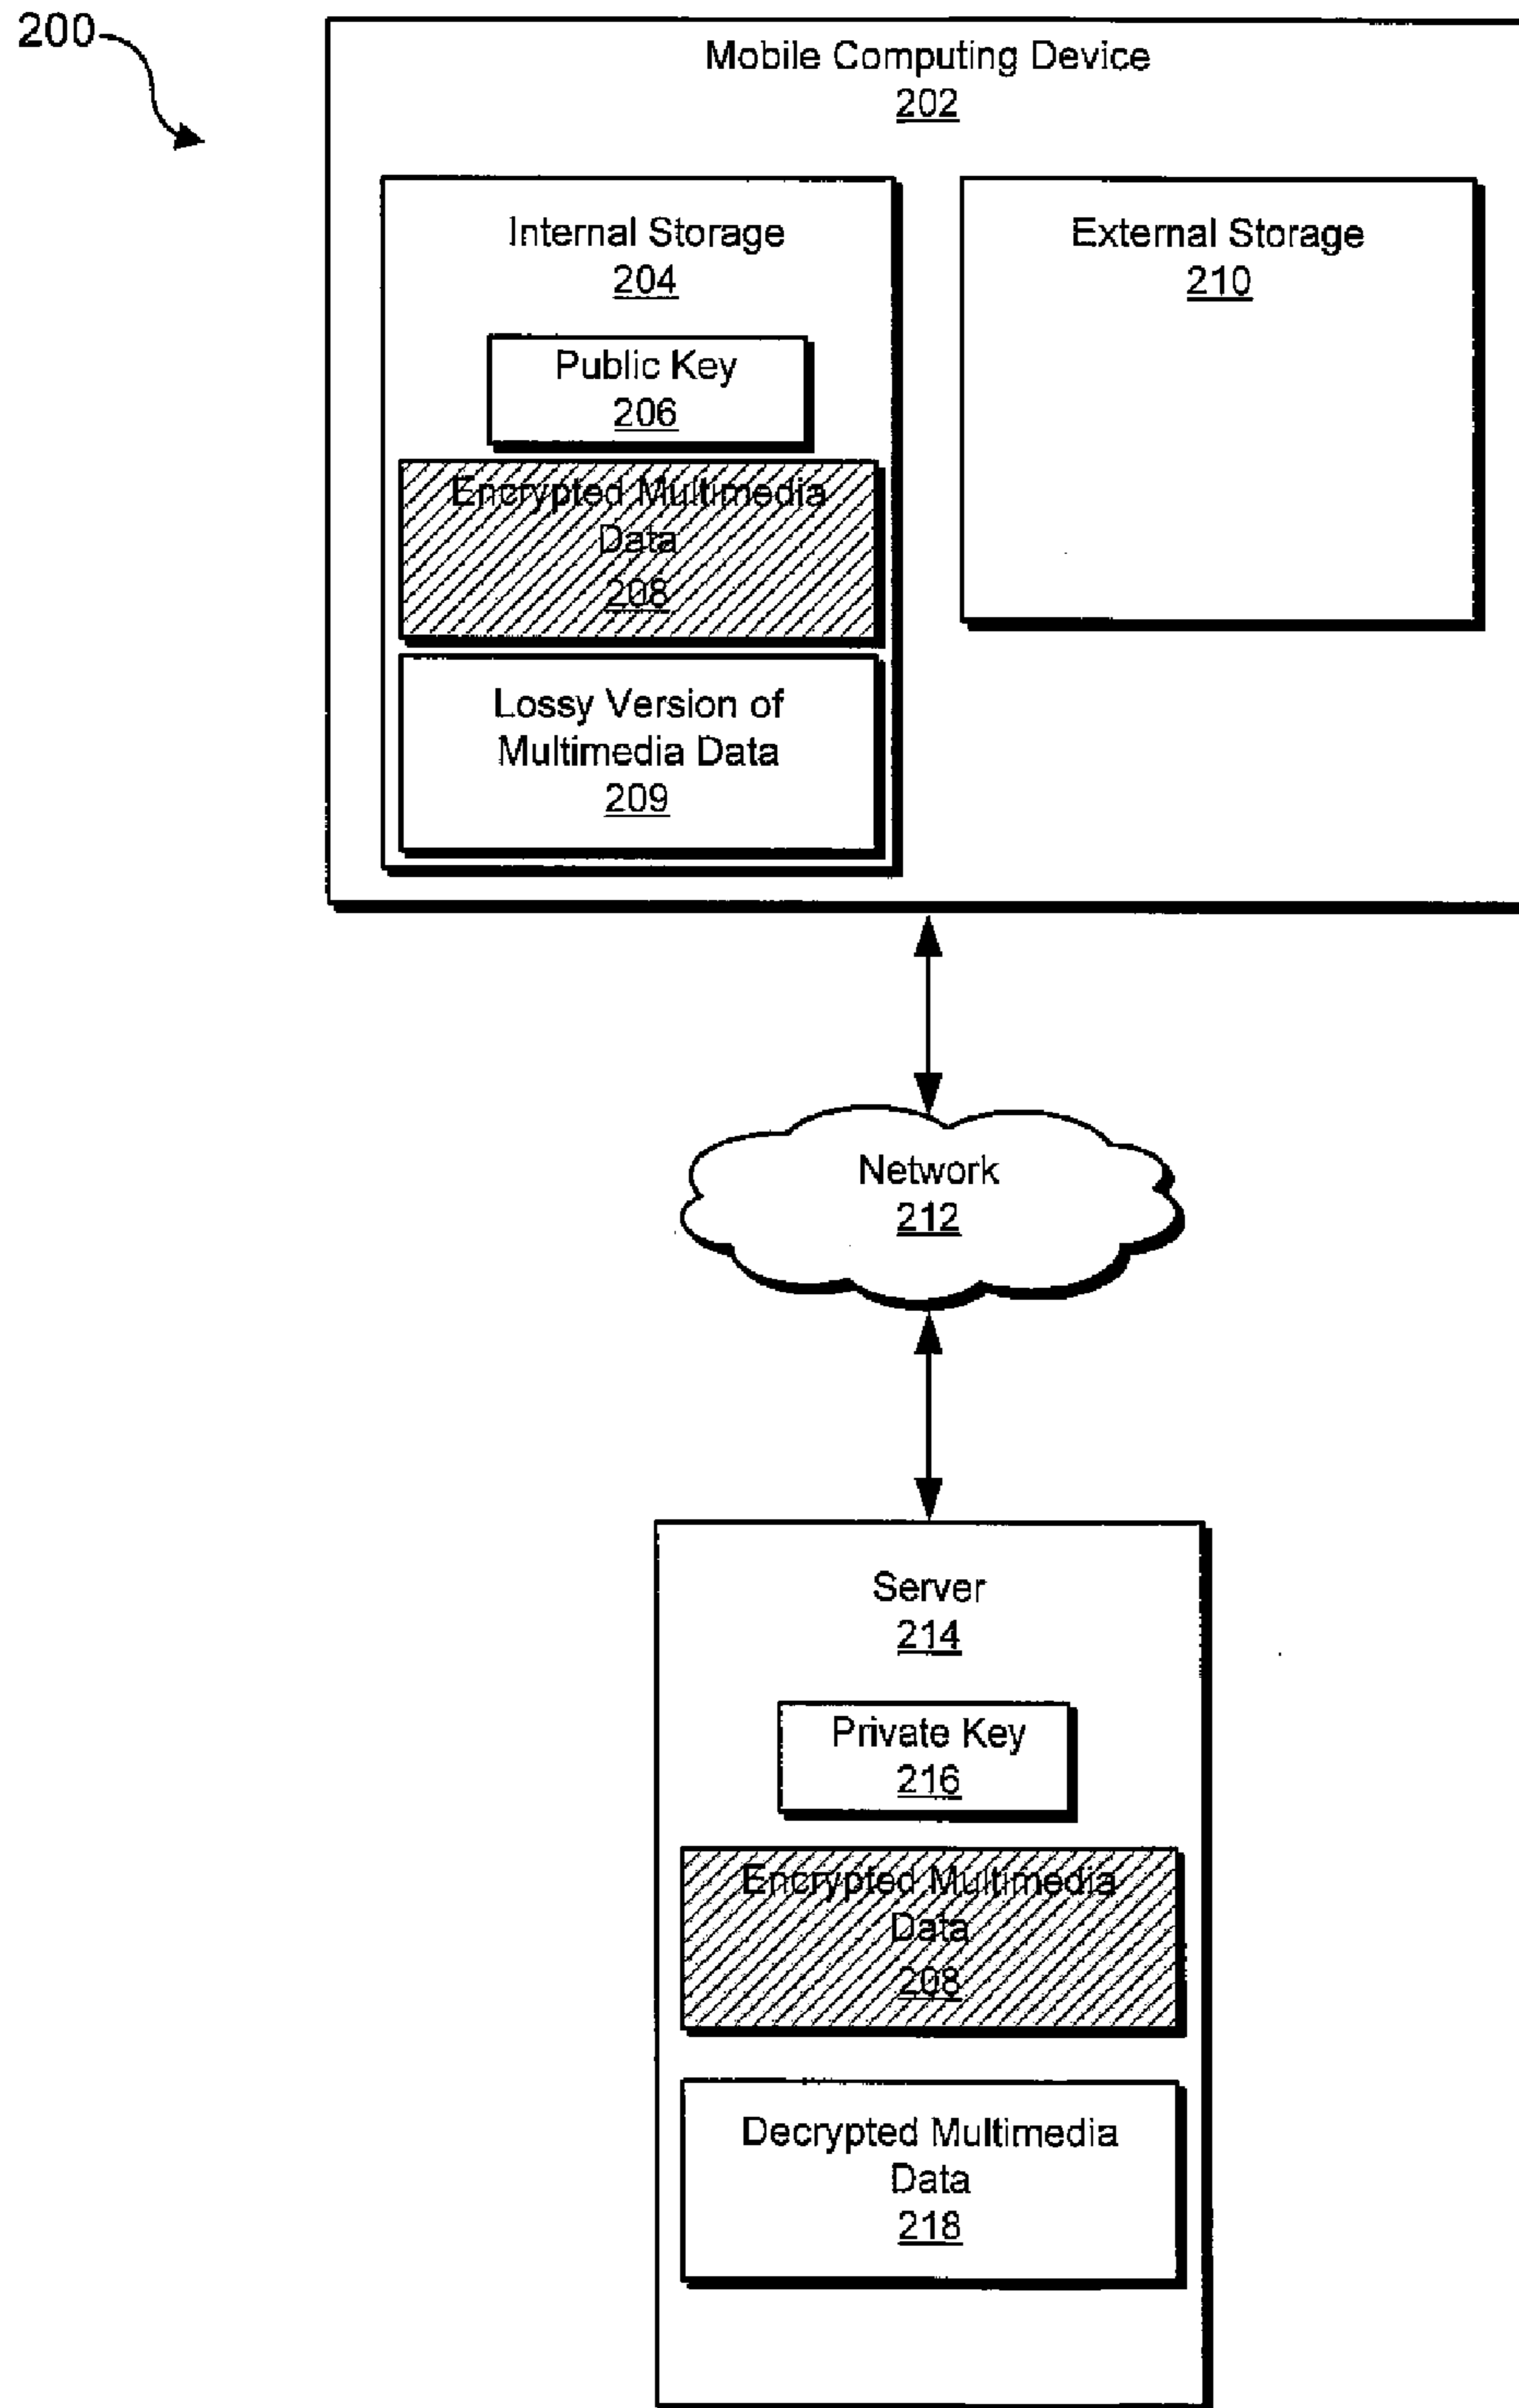 200
Mobile Computing Device
202
Internal Storage
204
Public Key
206
Encrypted Multimedia
Data
208
Lossy Version of
Multimedia Data
209
External Storage
210
Network
212
Server
214
Private Key
216
Encrypted Multimedia
Data
208
Decrypted Multimedia
Data
218